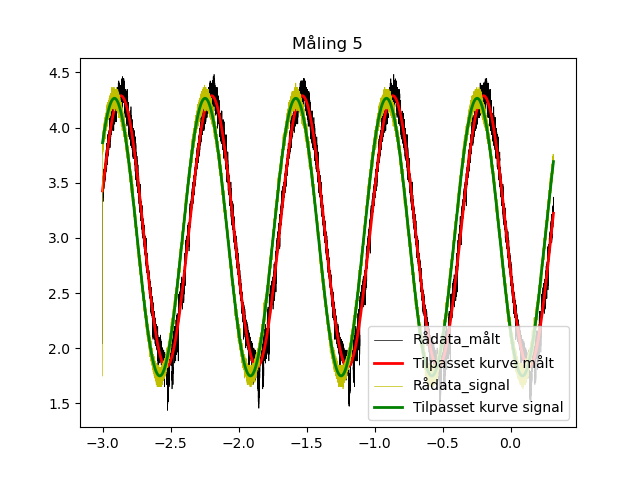 Måling 5
4.5
4.0
3.5
3.0
2.5
2.0
1.5
Rådata_målt
Tilpasset kurve målt
Rådata_signal
Tilpasset kurve signal
−3.0 −2.5 −2.0 −1.5 −1.0 −0.5 0.0